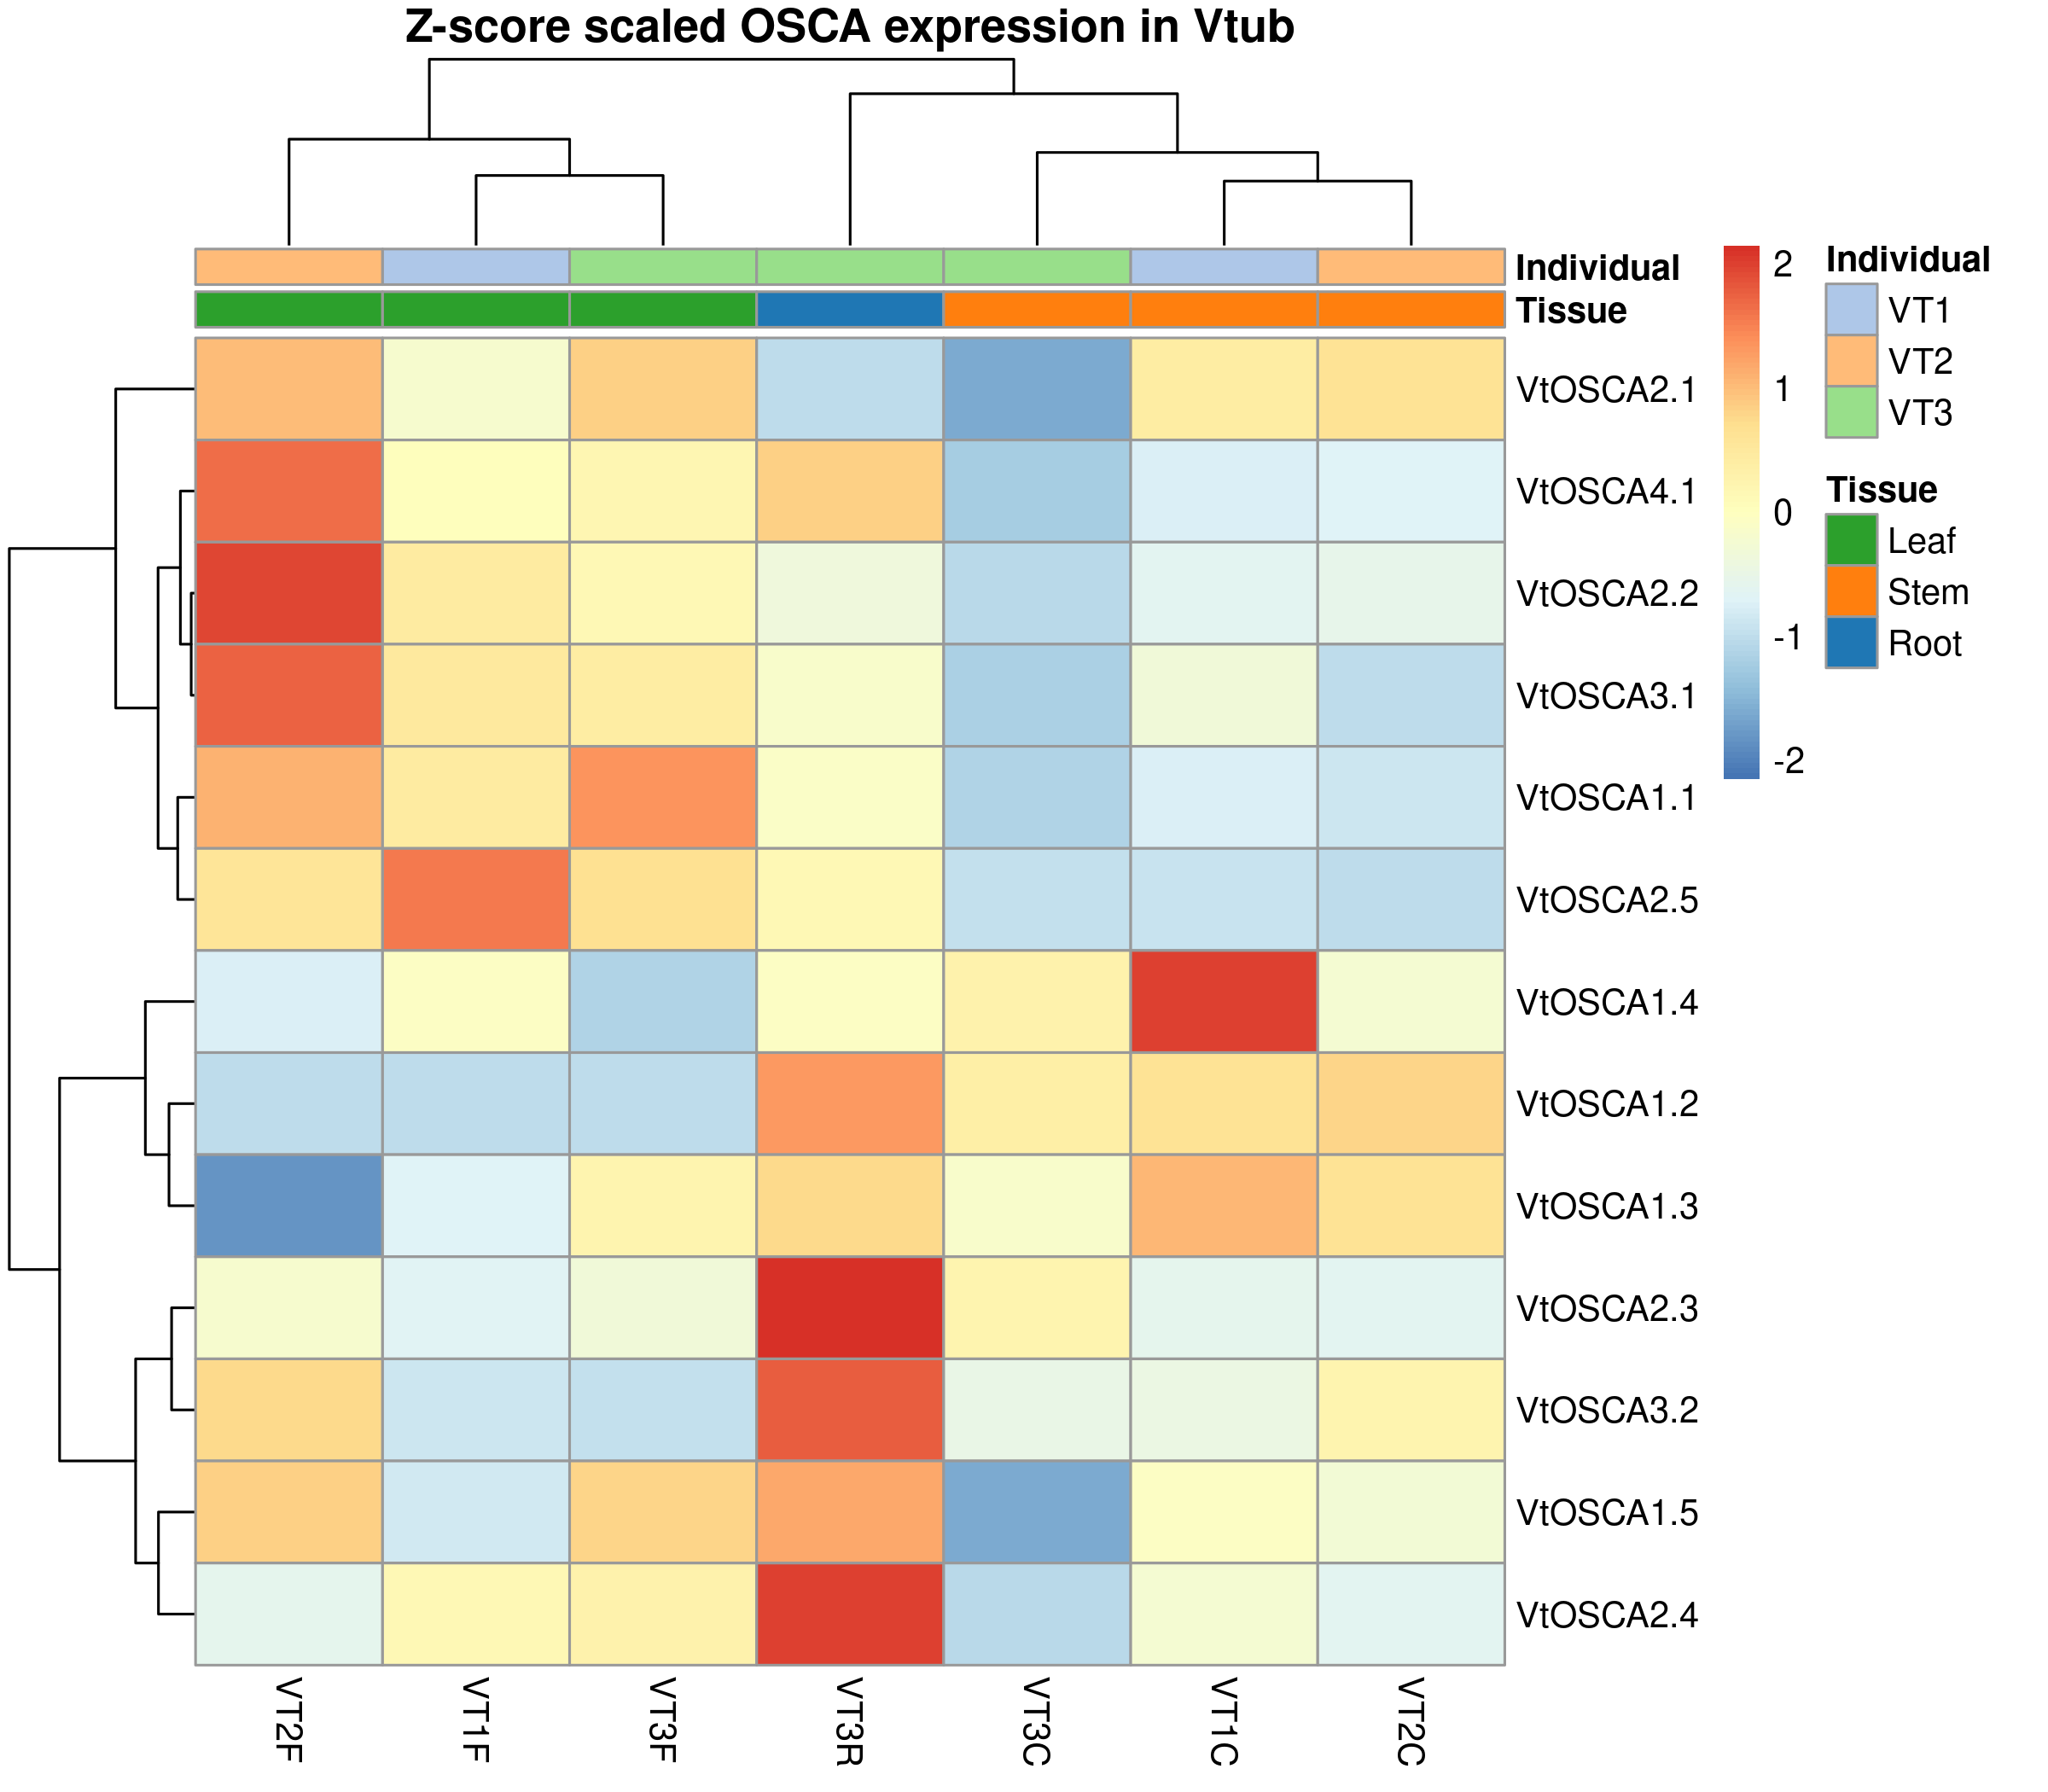 Z-score scaled OSCA expression in Vtub
Individual
Tissue
VtOSCA2.1
VtOSCA4.1
VtOSCA2.2
VtOSCA3.1
VtOSCA1.1
VtOSCA2.5
VtOSCA1.4
VtOSCA1.2
VtOSCA1.3
VtOSCA2.3
VtOSCA3.2
VtOSCA1.5
VtOSCA2.4
VT2F
VT1F
VT3F
VT3R
VT3C
VT1C
VT2C
2
1
0
-1
-2
Individual
VT1
VT2
VT3
Tissue
Leaf
Stem
Root